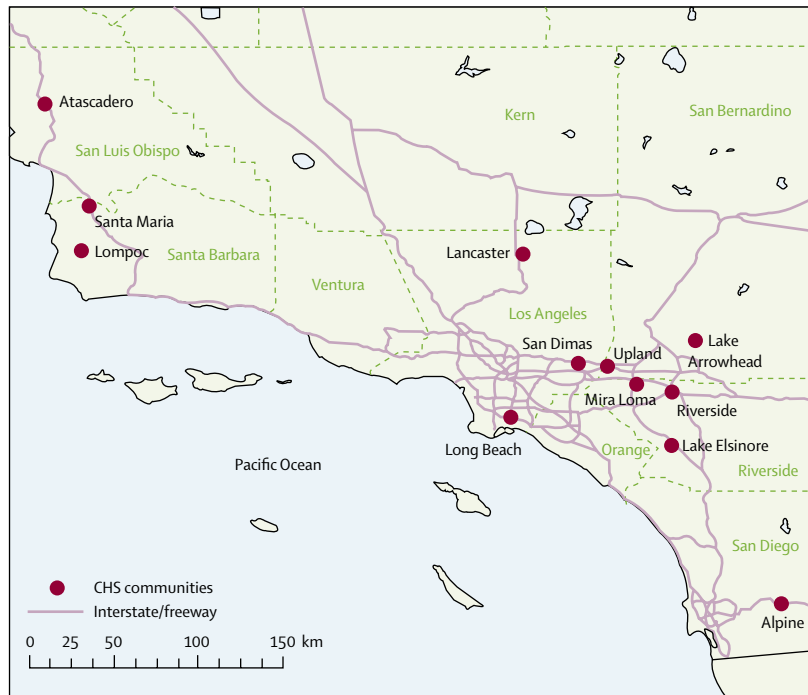 Kern
San Bernardino
Atascadero
San Luis Obispo
Santa Maria
Lompoc
Santa Barbara
Lancaster
Ventura
Los Angeles
San Dimas
Upland
Lake
Arrowhead
Mira Loma
Riverside
Long Beach
Orange
Lake Elsinore
Riverside
Pacific Ocean
San Diego
CHS communities
Interstate/freeway
Alpine
0 25 50 100 150 km